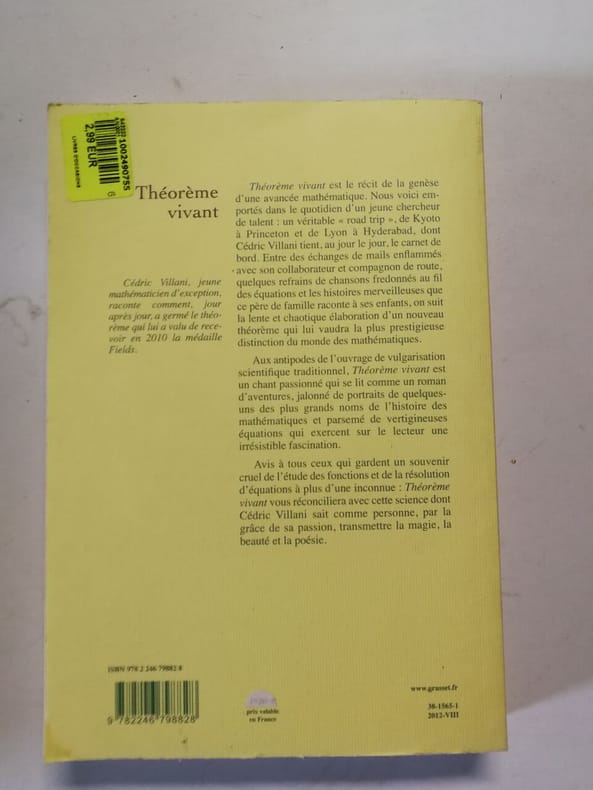 1002490755
2,99 EUR
LIVRES D'OCCASIONS
Théorème
vivant
Cédric Villani, jeune
mathématicien d'exception,
raconte comment, jour
après jour, a germé le théo-
rème qui lui a valu de rece-
voir en 2010 la médaille
Fields.
Théorème vivant est le récit de la genèse
d'une avancée mathématique. Nous voici em-
portés dans le quotidien d'un jeune chercheur
de talent : un véritable « road trip », de Kyoto
à Princeton et de Lyon à Hyderabad, dont
Cédric Villani tient, au jour le jour, le carnet de
bord. Entre des échanges de mails enflammés
avec son collaborateur et compagnon de route,
quelques refrains de chansons fredonnés au fil
des équations et les histoires merveilleuses que
ce père de famille raconte à ses enfants, on suit
la lente et chaotique élaboration d'un nouveau
théorème qui lui vaudra la plus prestigieuse
distinction du monde des mathématiques.
Aux antipodes de l'ouvrage de vulgarisation
scientifique traditionnel, Théorème vivant est
un chant passionné qui se lit comme un roman
d'aventures, jalonné de portraits de quelques-
uns des plus grands noms de l'histoire des
mathématiques et parsemé de vertigineuses
équations qui exercent sur le lecteur une
irrésistible fascination.
Avis à tous ceux qui gardent un souvenir
cruel de l'étude des fonctions et de la résolution
d'équations à plus d'une inconnue : Théorème
vivant vous réconciliera avec cette science dont
Cédric Villani sait comme personne, par la
grâce de sa passion, transmettre la magie, la
beauté et la poésie.
ISBN 978 2 246 79882 8
9 782246 798828
prix valable
en France
www.grasset.fr
30-1565-1
2012-VIII